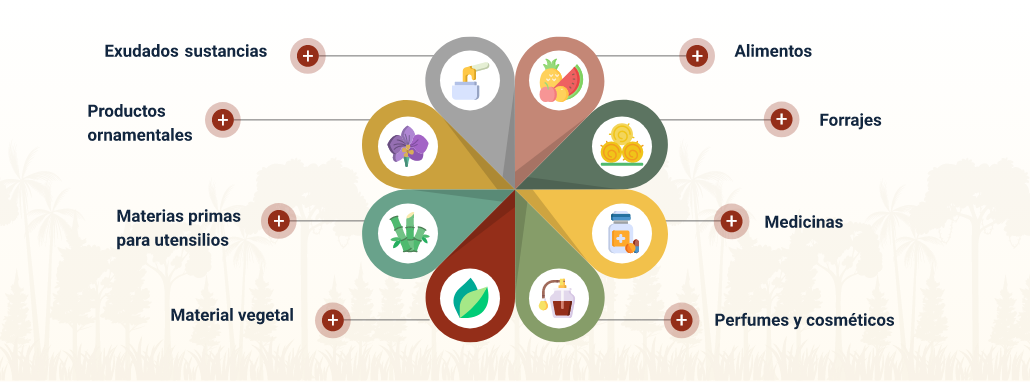 Exudados sustancias
Alimentos
Productos
ornamentales
Forrajes
Materias primas
para utensilios
Medicinas
Material vegetal
Perfumes y cosméticos